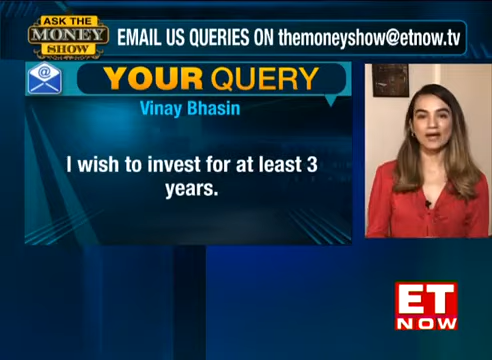 ASK THE
MONEY
SHOW
EMAIL US QUERIES ON themoneyshow@etnow.tv
@
YOUR QUERY
Vinay Bhasin
I wish to invest for at least 3
years.
ET
NOW